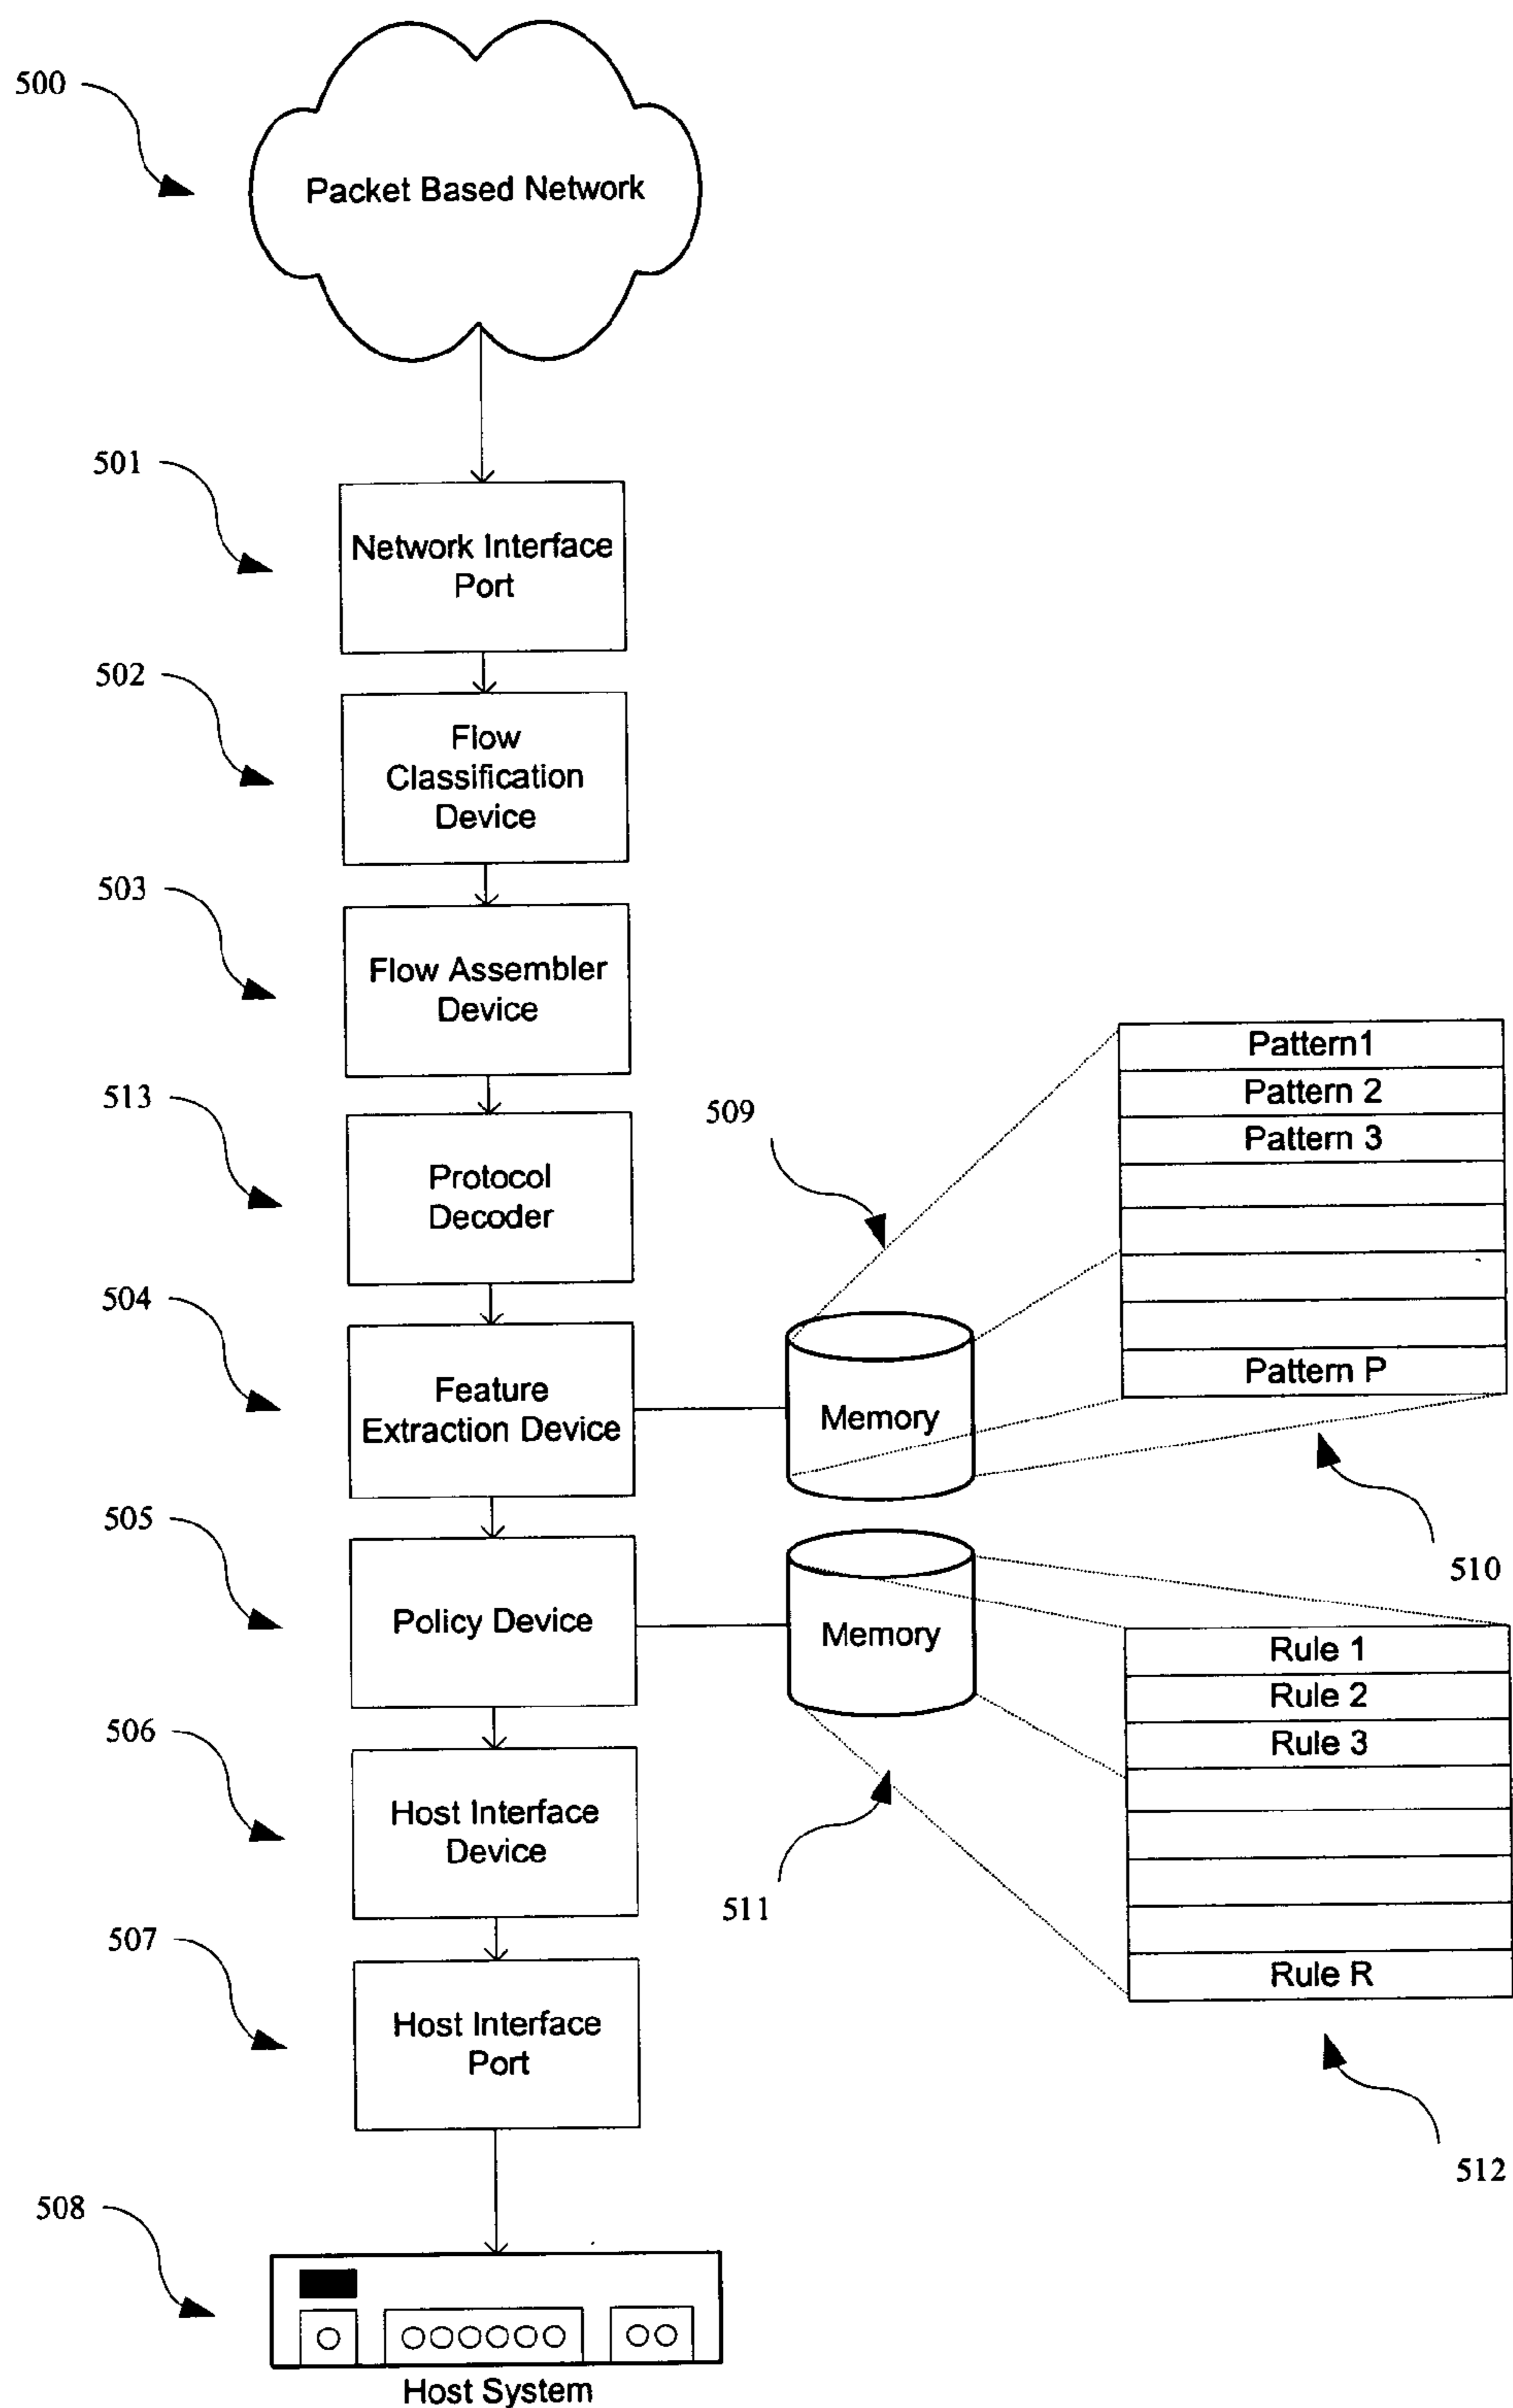 500
Packet Based Network
501
Network Interface
Port
502
Flow
Classification
Device
503
Flow Assembler
Device
513
Protocol
Decoder
504
Feature
Extraction Device
509
Memory
Pattern1
Pattern 2
Pattern 3
Pattern P
510
505
Policy Device
Memory
511
Rule 1
Rule 2
Rule 3
Rule R
512
506
Host Interface
Device
507
Host Interface
Port
508
Host System